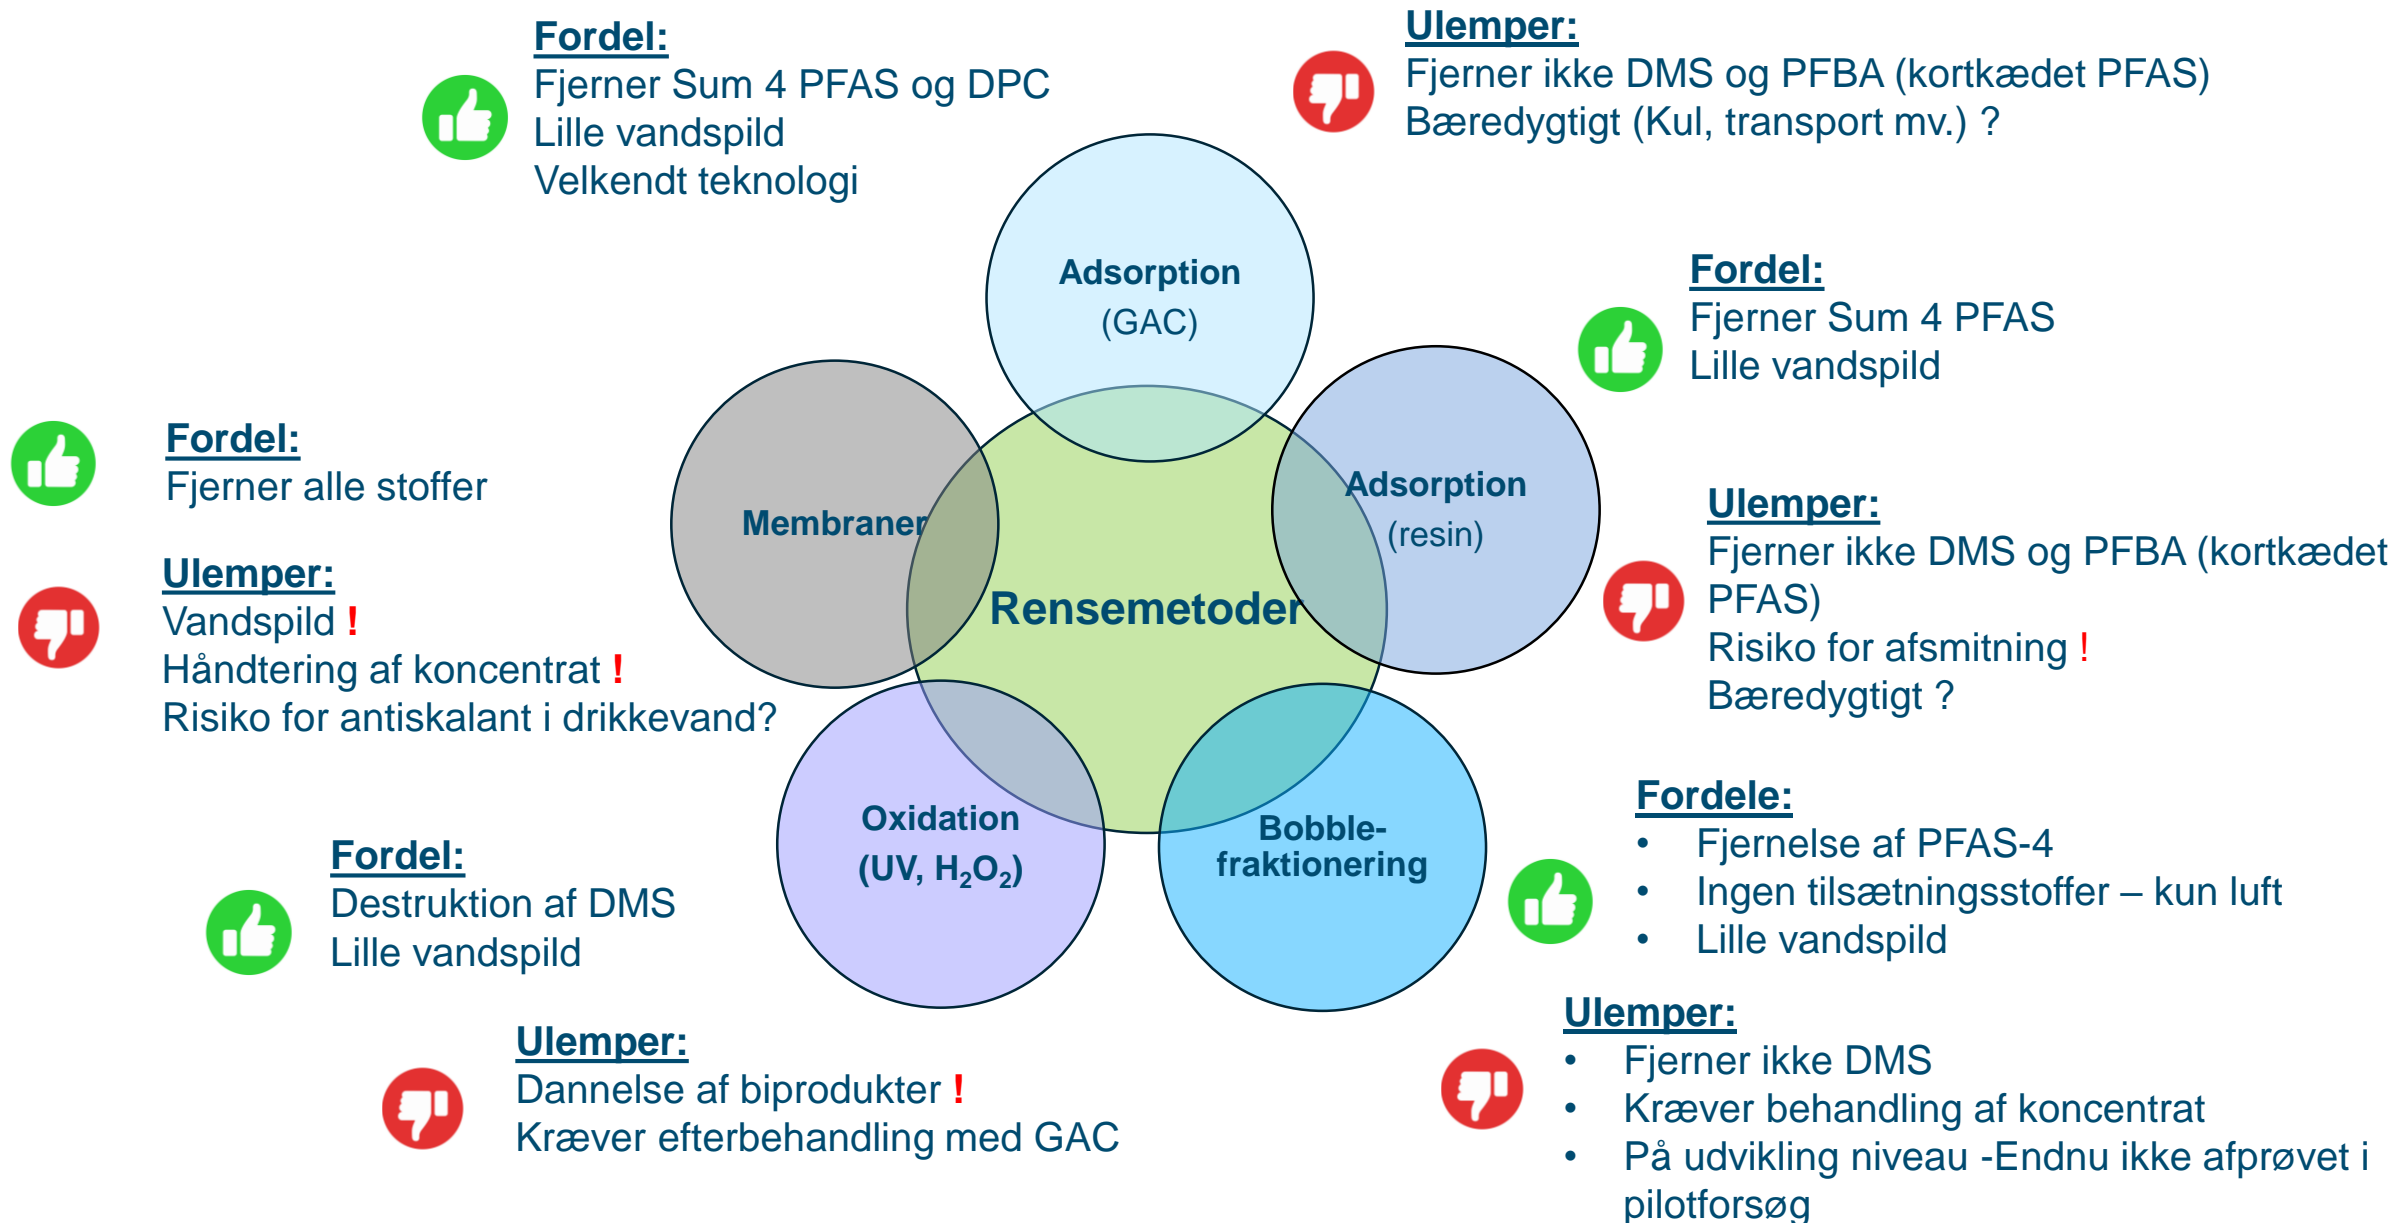 Fordel:
Fjerner Sum 4 PFAS og DPC
Lille vandspild
Velkendt teknologi
Ulemper:
Fjerner ikke DMS og PFBA (kortkædet PFAS)
Bæredygtigt (Kul, transport mv.) ?
Adsorption
(GAC)
Fordel:
Fjerner Sum 4 PFAS
Lille vandspild
Adsorption
(resin)
Ulemper:
Fjerner ikke DMS og PFBA (kortkædet
PFAS)
Risiko for afsmitning !
Bæredygtigt ?
Fordel:
Fjerner alle stoffer
Membraner
Ulemper:
Vandspild !
Håndtering af koncentrat !
Risiko for antiskalant i drikkevand?
Rensemetoder
Oxidation
(UV, H₂O₂)
Fordel:
Destruktion af DMS
Lille vandspild
Ulemper:
Dannelse af biprodukter !
Kræver efterbehandling med GAC
Bobble-
fraktionering
Fordele:
• Fjernelse af PFAS-4
• Ingen tilsætningsstoffer – kun luft
• Lille vandspild
Ulemper:
• Fjerner ikke DMS
• Kræver behandling af koncentrat
• På udvikling niveau -Endnu ikke afprøvet i
pilotforsøg